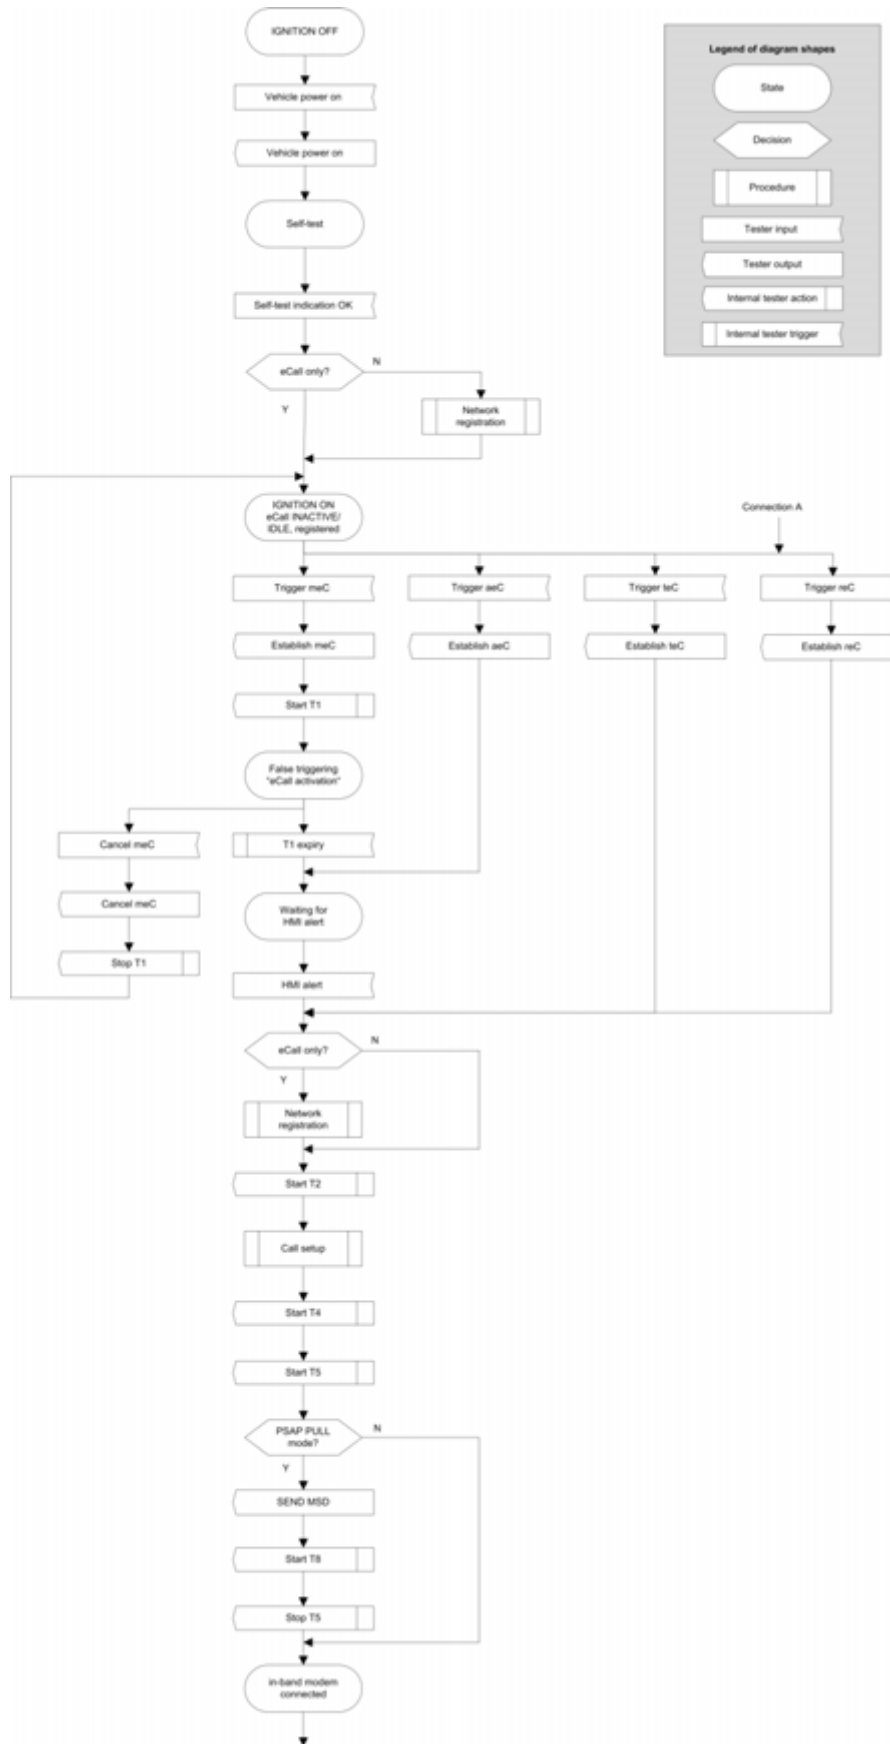 IGNITION OFF
Vehicle power on
Vehicle power on
Self-test
Self-test indication OK
eCall only?
N
Y
Network
registration
IGNITION ON
eCall INACTIVE/
IDLE, registered
Connection A
Trigger meC
Trigger aeC
Trigger teC
Trigger reC
Establish meC
Establish aeC
Establish teC
Establish reC
Start T1
False triggering
"eCall activation"
Cancel meC
T1 expiry
Cancel meC
Stop T1
Waiting for
HMI alert
HMI alert
eCall only?
N
Y
Network
registration
Start T2
Call setup
Start T4
Start T5
PSAP PULL
mode?
N
Y
SEND MSD
Start T8
Stop T5
in-band modem
connected
Legend of diagram shapes
State
Decision
Procedure
Tester input
Tester output
Internal tester action
Internal tester trigger